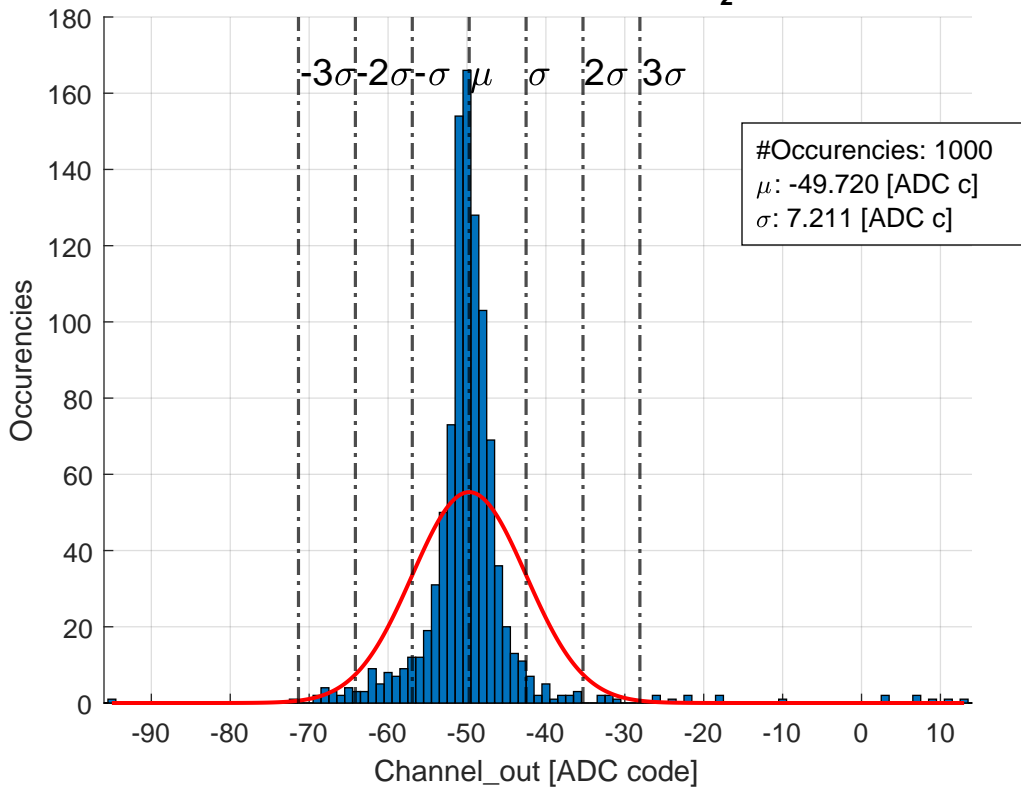 2
180
160
140
120
100
80
60
40
20
0
Occurencies
-3σ -2σ -σ μ σ 2σ 3σ
#Occurencies: 1000
μ: -49.720 [ADC c]
σ: 7.211 [ADC c]
-90 -80 -70 -60 -50 -40 -30 -20 -10 0 10
Channel_out [ADC code]